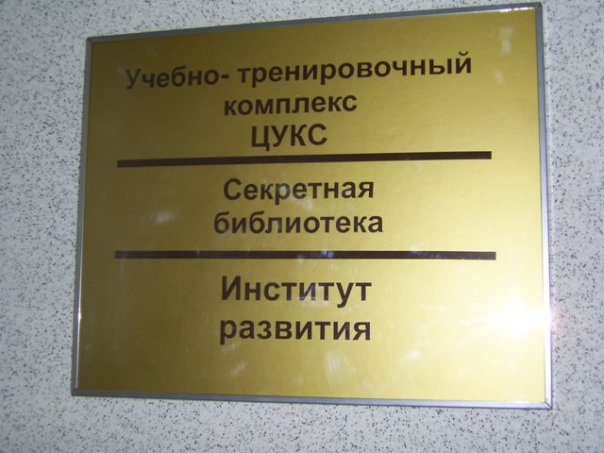 Учебно- тренировочный
комплекс
ЦУКС
Секретная
библиотека
Институт
развития